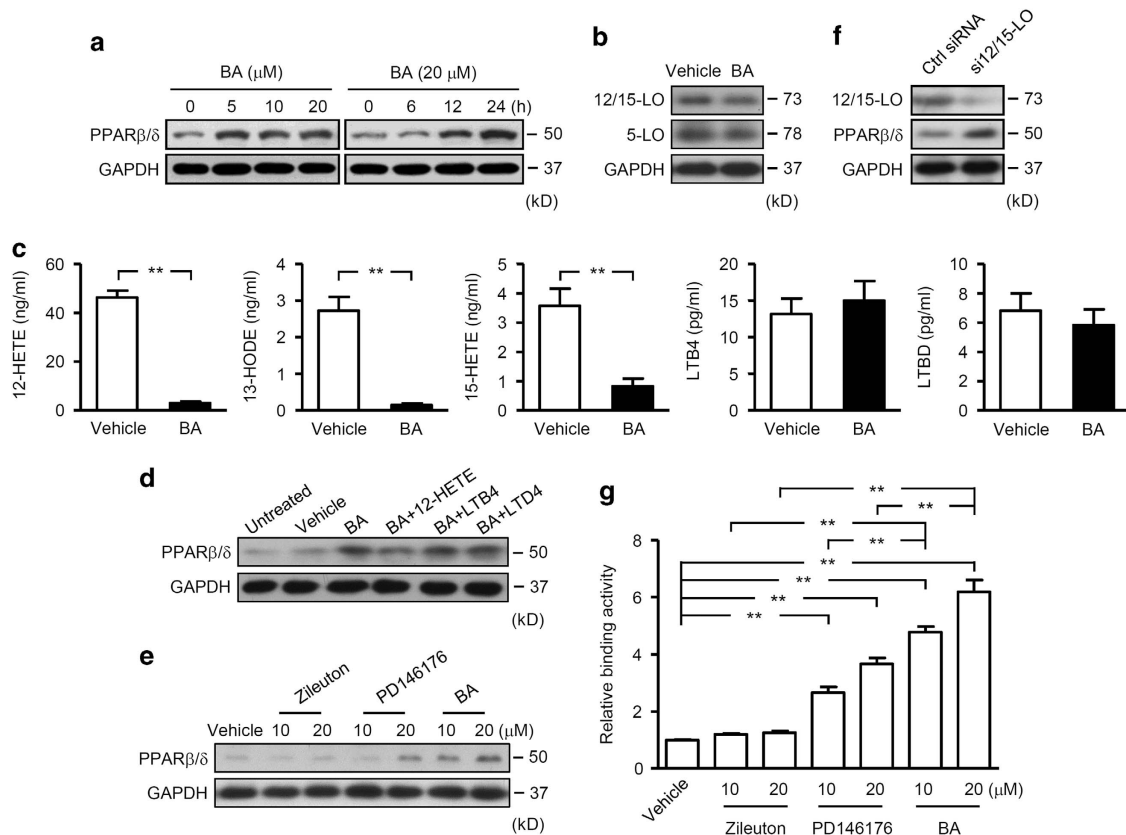 a
BA (μM)
BA (20 μM)
0 5 10 20
0 6 12 24 (h)
PPARβ/δ
– 50
GAPDH
– 37
(kD)
b
Vehicle BA
12/15-LO
– 73
5-LO
– 78
GAPDH
– 37
(kD)
f
Ctrl siRNA
si12/15-LO
12/15-LO
– 73
PPARβ/δ
– 50
GAPDH
– 37
(kD)
c
12-HETE (ng/ml)
60
40
20
0
**
Vehicle BA
13-HODE (ng/ml)
4
3
2
1
0
**
Vehicle BA
15-HETE (ng/ml)
5
4
3
2
1
0
**
Vehicle BA
LTB4 (pg/ml)
20
15
10
5
0
Vehicle BA
LTBD (pg/ml)
10
8
6
4
2
0
Vehicle BA
d
Untreated
Vehicle
BA
BA+12-HETE
BA+LTB4
BA+LTD4
PPARβ/δ
– 50
GAPDH
– 37
(kD)
e
Zileuton
PD146176
BA
Vehicle 10 20 10 20 10 20 (μM)
PPARβ/δ
– 50
GAPDH
– 37
(kD)
g
Relative binding activity
8
6
4
2
0
**
**
**
**
**
**
**
**
Vehicle
10 20 10 20 10 20 (μM)
Zileuton PD146176 BA